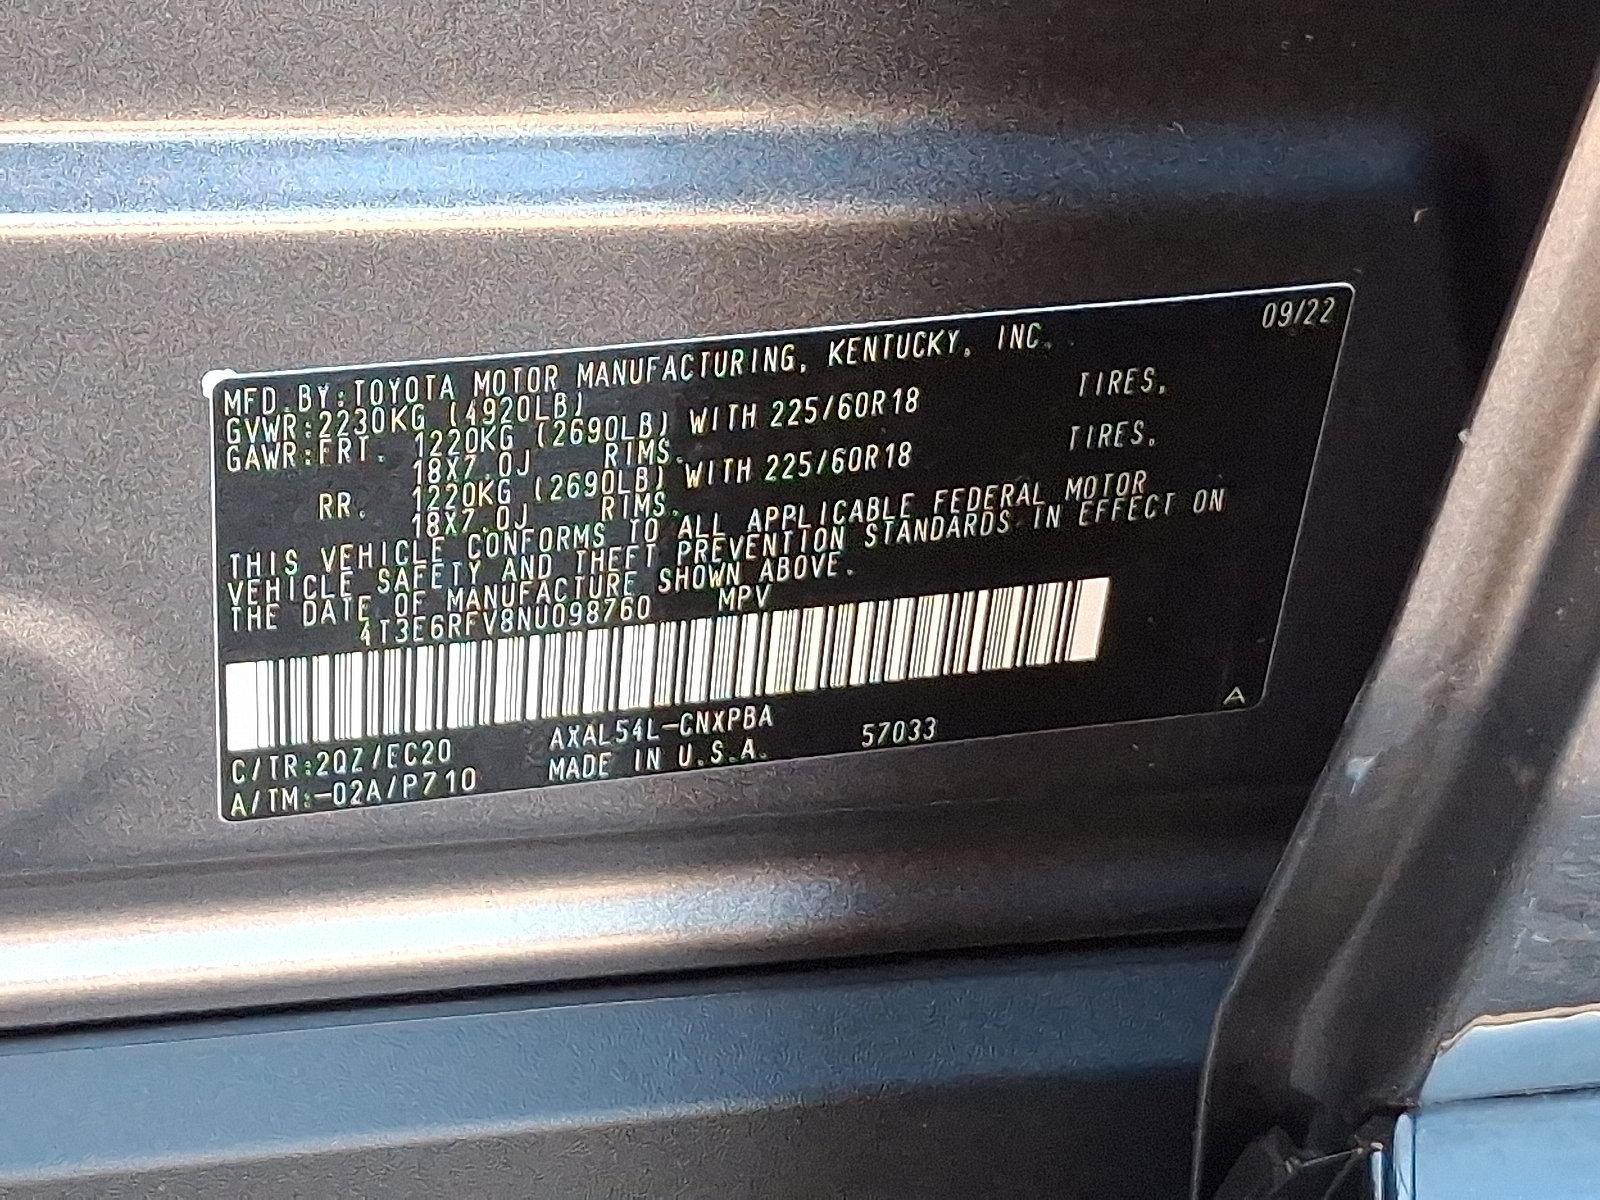 09/22
MFD.BY:TOYOTA MOTOR MANUFACTURING, KENTUCKY, INC.
GVWR:2230KG (4920LB)
GAWR:FRT. 1220KG (2690LB) WITH 225/60R18 TIRES,
18X7.0J RIMS.
RR. 1220KG (2690LB) WITH 225/60R18 TIRES,
18X7.0J RIMS.
THIS VEHICLE CONFORMS TO ALL APPLICABLE FEDERAL MOTOR
VEHICLE SAFETY AND THEFT PREVENTION STANDARDS IN EFFECT ON
THE DATE OF MANUFACTURE SHOWN ABOVE.
4T3E6RFV8NU098760 MPV
C/TR:2QZ/EC20 AXAL54L-CNXPBA
A/TM:-02A/P710 MADE IN U.S.A. 57033
A